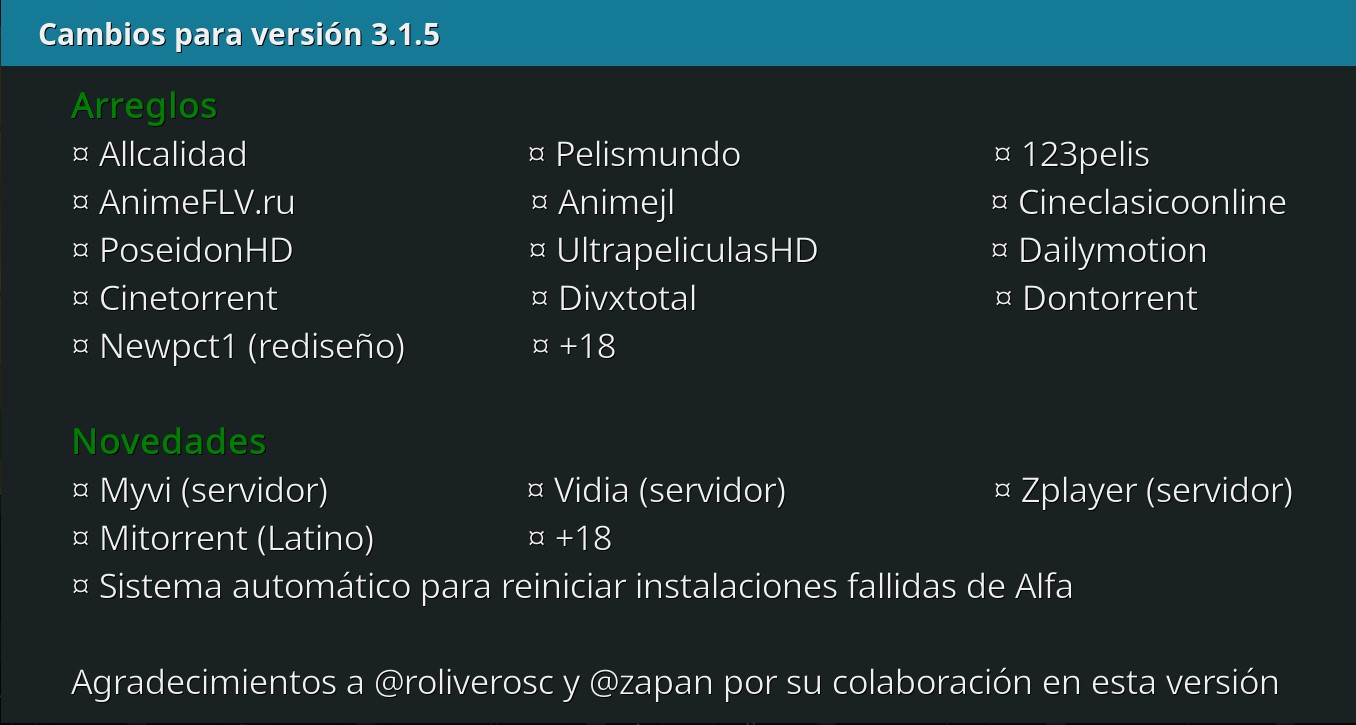 Cambios para versión 3.1.5
Arreglos
¤ Allcalidad ¤ Pelismundo ¤ 123pelis
¤ AnimeFLV.ru ¤ Animejl ¤ Cineclasicoonline
¤ PoseidonHD ¤ UltrapeliculasHD ¤ Dailymotion
¤ Cinetorrent ¤ Divxtotal ¤ Dontorrent
¤ Newpct1 (rediseño) ¤ +18
Novedades
¤ Myvi (servidor) ¤ Vidia (servidor) ¤ Zplayer (servidor)
¤ Mitorrent (Latino) ¤ +18
¤ Sistema automático para reiniciar instalaciones fallidas de Alfa
Agradecimientos a @roliverosc y @zapan por su colaboración en esta versión